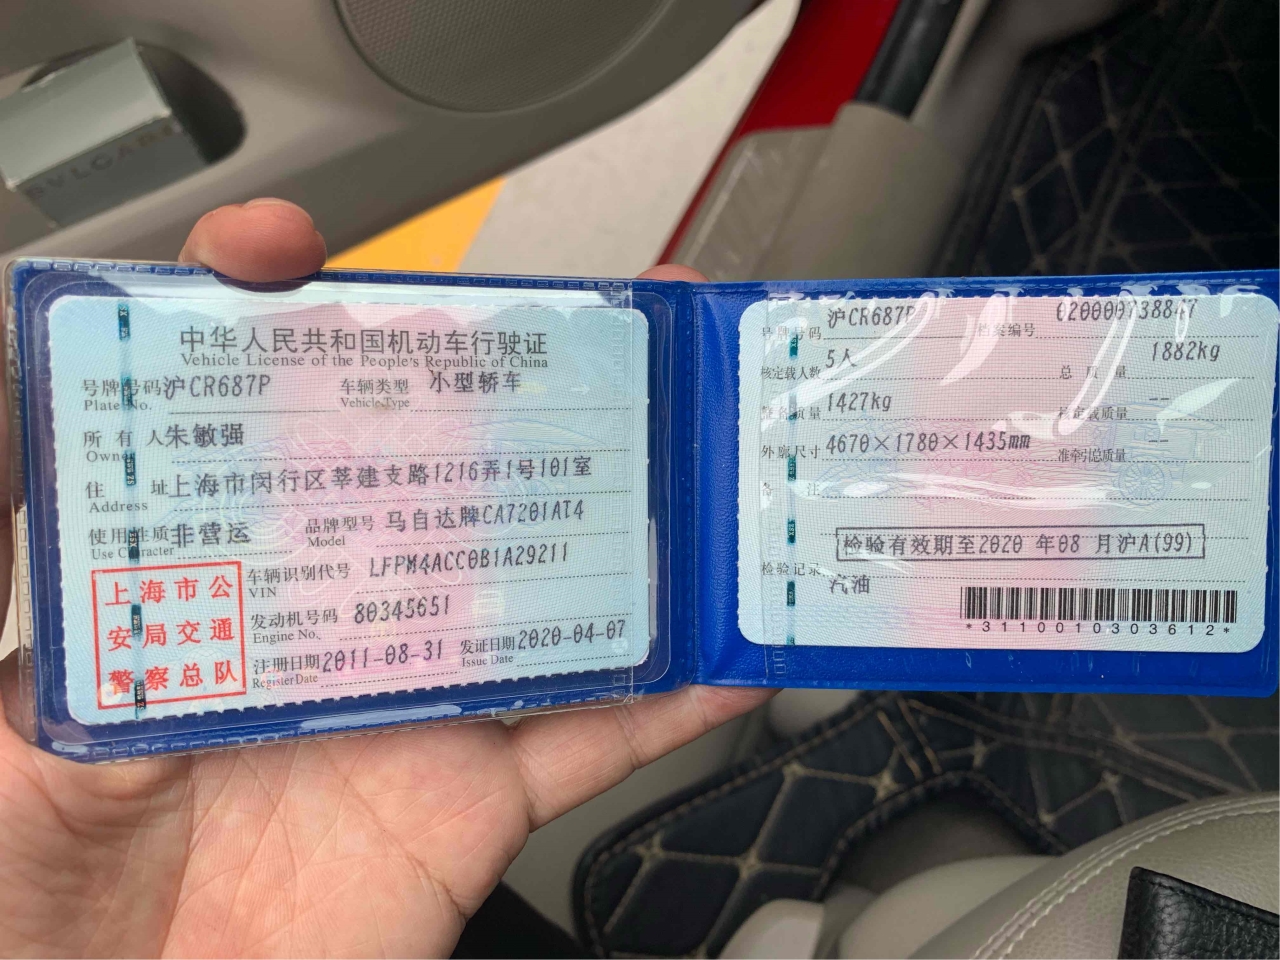 BVLGARI
中华人民共和国机动车行驶证
Vehicle License of the People's Republic of China
号牌号码 沪CR687P 车辆类型 小型轿车
Plate No. Vehicle Type
所有人 朱敏强
Owner
住址 上海市闵行区莘建支路1216弄1号101室
Address
使用性质 非营运 品牌型号 马自达牌CA7201AT4
Use Character Model
车辆识别代号 LFPM4ACC0B1A29211
VIN
发动机号码 80345651
Engine No.
注册日期 2011-08-31 发证日期 2020-04-07
Register Date Issue Date
上海市公
安局交通
警察总队
号牌号码 沪CR687P 档案编号 020000738847
核定载人数 5人 总质量 1882kg
整备质量 1427kg 核定载质量 --
外廓尺寸 4670×1780×1435mm 准牵引总质量 --
备注
检验有效期至2020 年08 月沪A(99)
检验记录
汽油
*3110010303612*